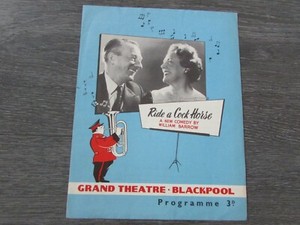 Ride a Cock Horse
A NEW COMEDY BY
WILLIAM BARROW
GRAND THEATRE · BLACKPOOL
Programme 3ᴰ